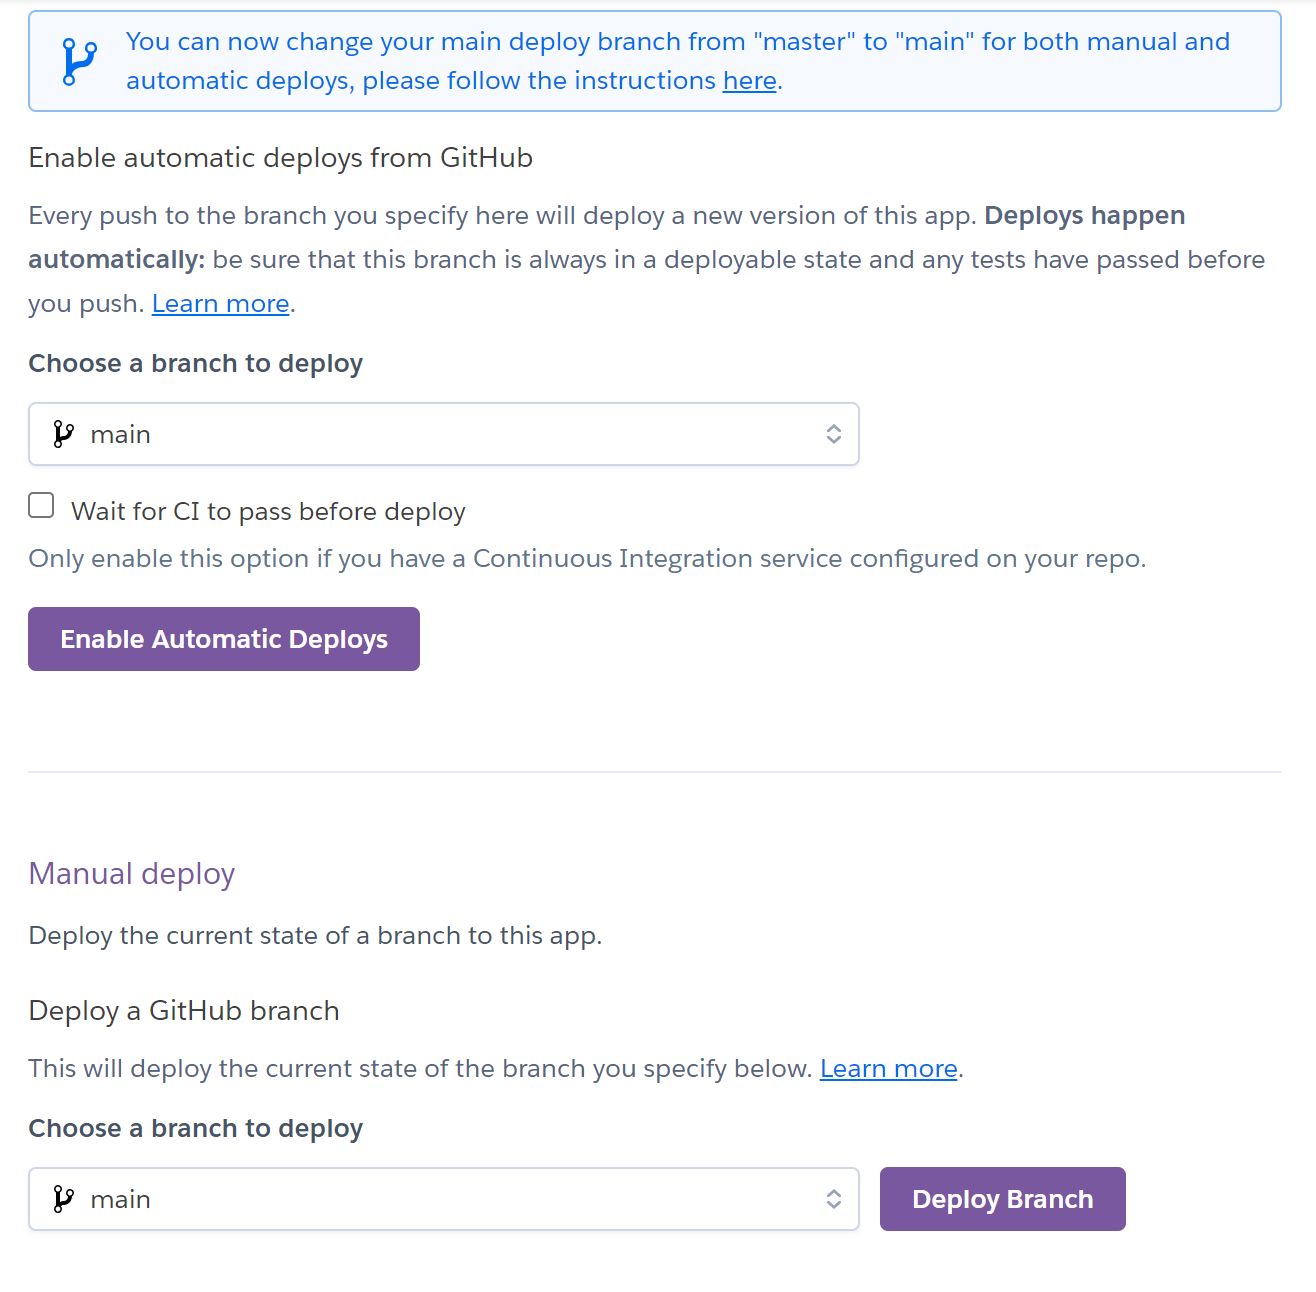 You can now change your main deploy branch from "master" to "main" for both manual and
automatic deploys, please follow the instructions here.
Enable automatic deploys from GitHub
Every push to the branch you specify here will deploy a new version of this app. Deploys happen
automatically: be sure that this branch is always in a deployable state and any tests have passed before
you push. Learn more.
Choose a branch to deploy
main
Wait for CI to pass before deploy
Only enable this option if you have a Continuous Integration service configured on your repo.
Enable Automatic Deploys
Manual deploy
Deploy the current state of a branch to this app.
Deploy a GitHub branch
This will deploy the current state of the branch you specify below. Learn more.
Choose a branch to deploy
main
Deploy Branch